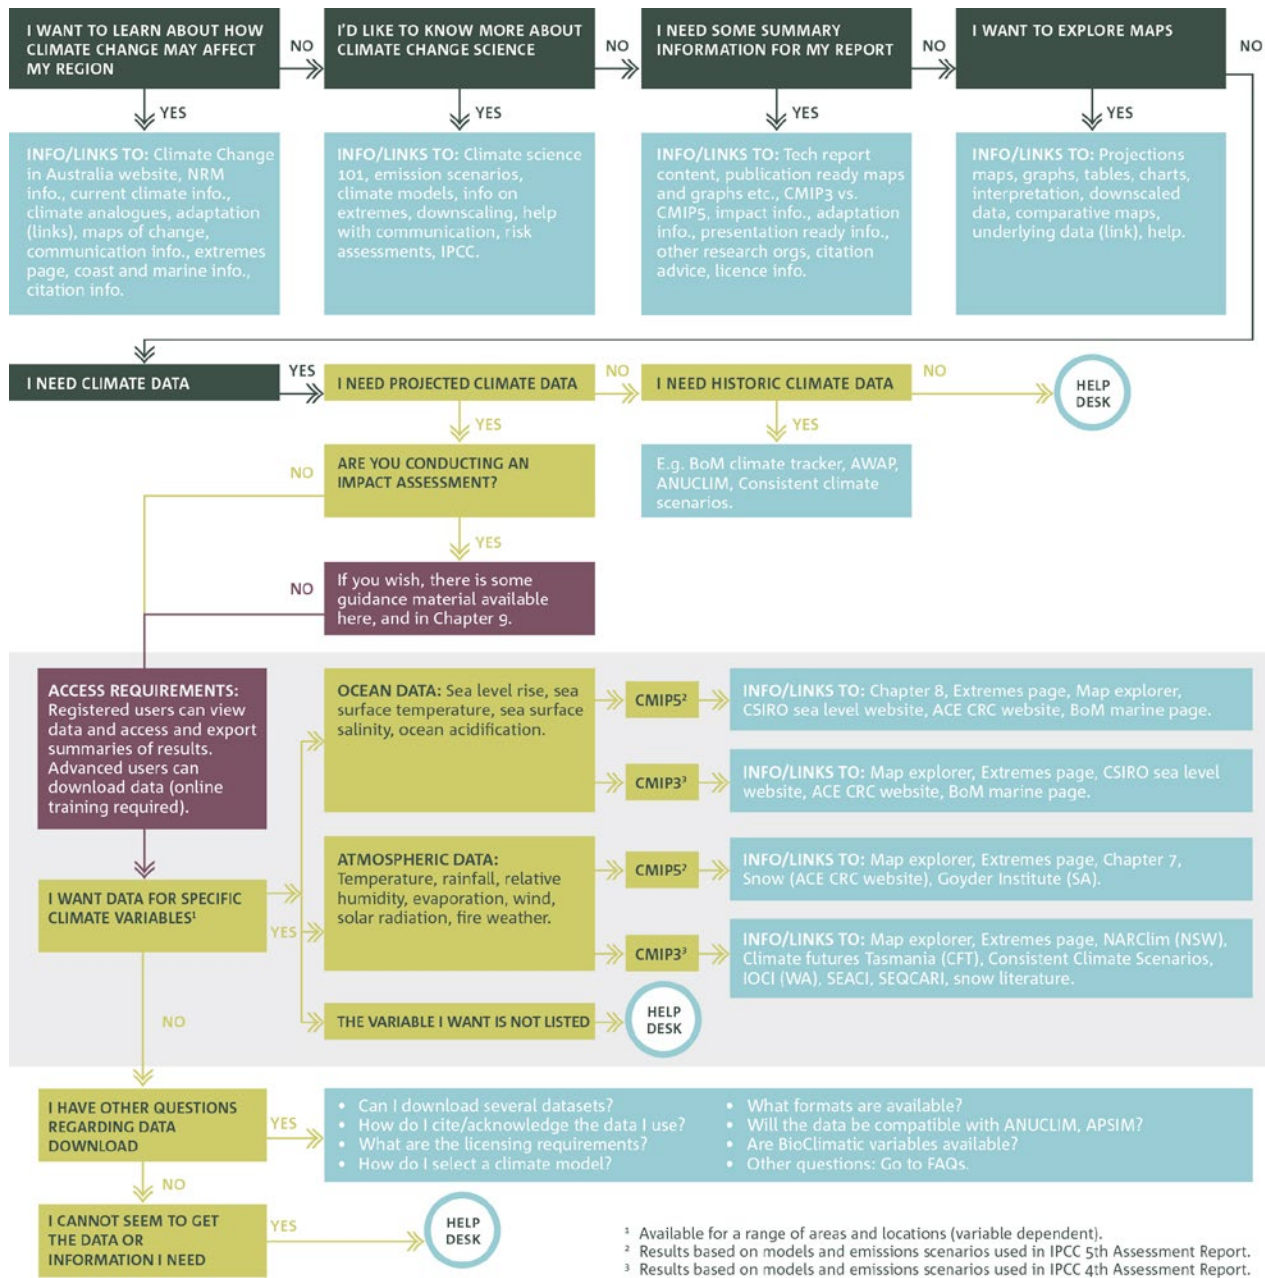 I WANT TO LEARN ABOUT HOW
CLIMATE CHANGE MAY AFFECT
MY REGION
NO
I'D LIKE TO KNOW MORE ABOUT
CLIMATE CHANGE SCIENCE
NO
I NEED SOME SUMMARY
INFORMATION FOR MY REPORT
NO
I WANT TO EXPLORE MAPS
NO
YES
YES
YES
YES
INFO/LINKS TO: Climate Change
in Australia website, NRM
info., current climate info.,
climate analogues, adaptation
(links), maps of change,
communication info., extremes
page, coast and marine info.,
citation info.
INFO/LINKS TO: Climate science
101, emission scenarios,
climate models, info on
extremes, downscaling, help
with communication, risk
assessments, IPCC.
INFO/LINKS TO: Tech report
content, publication ready maps
and graphs etc., CMIP3 vs.
CMIP5, impact info., adaptation
info., presentation ready info.,
other research orgs, citation
advice, licence info.
INFO/LINKS TO: Projections
maps, graphs, tables, charts,
interpretation, downscaled
data, comparative maps,
underlying data (link), help.
I NEED CLIMATE DATA
YES
I NEED PROJECTED CLIMATE DATA
NO
I NEED HISTORIC CLIMATE DATA
NO
HELP
DESK
YES
YES
NO
ARE YOU CONDUCTING AN
IMPACT ASSESSMENT?
E.g. BoM climate tracker, AWAP,
ANUCLIM, Consistent climate
scenarios.
YES
NO
If you wish, there is some
guidance material available
here, and in Chapter 9.
ACCESS REQUIREMENTS:
Registered users can view
data and access and export
summaries of results.
Advanced users can
download data (online
training required).
OCEAN DATA: Sea level rise, sea
surface temperature, sea surface
salinity, ocean acidification.
CMIP5²
INFO/LINKS TO: Chapter 8, Extremes page, Map explorer,
CSIRO sea level website, ACE CRC website, BoM marine page.
CMIP3³
INFO/LINKS TO: Map explorer, Extremes page, CSIRO sea level
website, ACE CRC website, BoM marine page.
I WANT DATA FOR SPECIFIC
CLIMATE VARIABLES¹
YES
ATMOSPHERIC DATA:
Temperature, rainfall, relative
humidity, evaporation, wind,
solar radiation, fire weather.
CMIP5²
INFO/LINKS TO: Map explorer, Extremes page, Chapter 7,
Snow (ACE CRC website), Goyder Institute (SA).
CMIP3³
INFO/LINKS TO: Map explorer, Extremes page, NARClim (NSW),
Climate futures Tasmania (CFT), Consistent Climate Scenarios,
IOCI (WA), SEACI, SEQCARI, snow literature.
NO
THE VARIABLE I WANT IS NOT LISTED
HELP
DESK
I HAVE OTHER QUESTIONS
REGARDING DATA
DOWNLOAD
YES
• Can I download several datasets?
• How do I cite/acknowledge the data I use?
• What are the licensing requirements?
• How do I select a climate model?
• What formats are available?
• Will the data be compatible with ANUCLIM, APSIM?
• Are BioClimatic variables available?
• Other questions: Go to FAQs.
NO
I CANNOT SEEM TO GET
THE DATA OR
INFORMATION I NEED
YES
HELP
DESK
¹ Available for a range of areas and locations (variable dependent).
² Results based on models and emissions scenarios used in IPCC 5th Assessment Report.
³ Results based on models and emissions scenarios used in IPCC 4th Assessment Report.